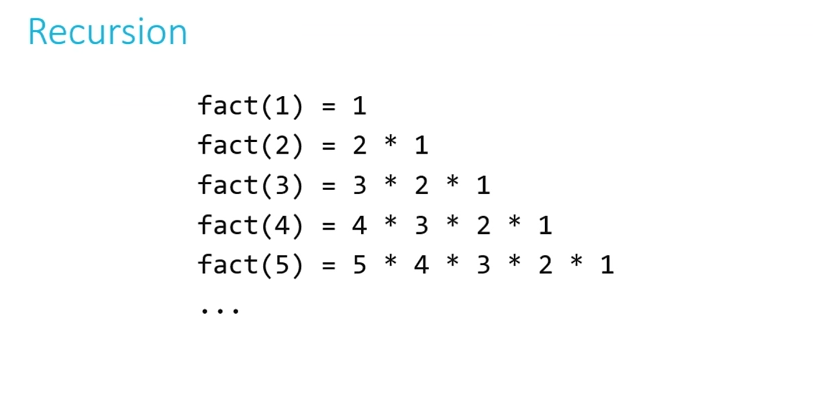 Recursion
fact(1) = 1
fact(2) = 2 * 1
fact(3) = 3 * 2 * 1
fact(4) = 4 * 3 * 2 * 1
fact(5) = 5 * 4 * 3 * 2 * 1
...